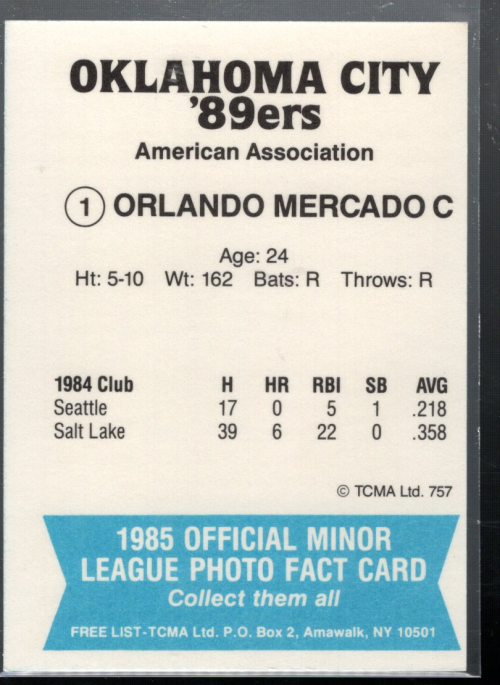 OKLAHOMA CITY
'89ers
American Association
1 ORLANDO MERCADO C
Age: 24
Ht: 5-10 Wt: 162 Bats: R Throws: R
1984 Club H HR RBI SB AVG
Seattle 17 0 5 1 .218
Salt Lake 39 6 22 0 .358
© TCMA Ltd. 757
1985 OFFICIAL MINOR
LEAGUE PHOTO FACT CARD
Collect them all
FREE LIST-TCMA Ltd. P.O. Box 2, Amawalk, NY 10501